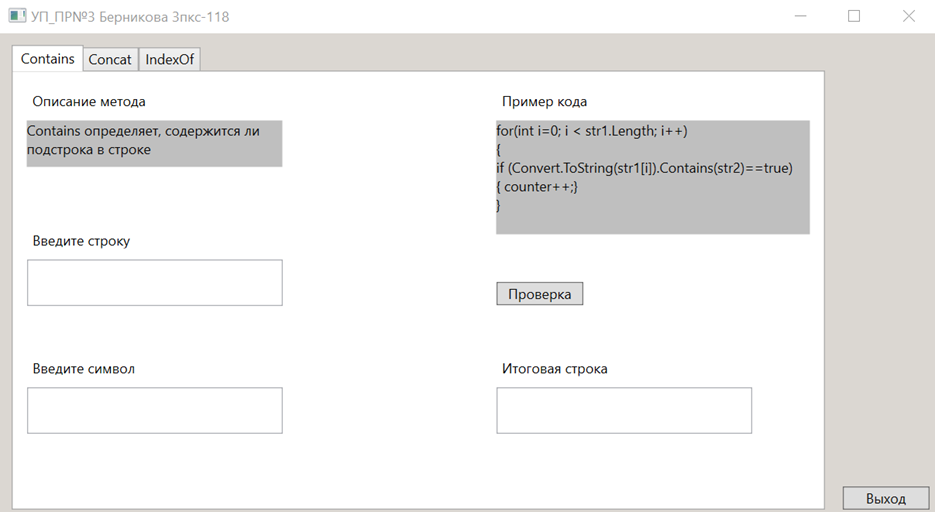 УП_ПР№3 Берникова 3пкс-118
Contains
Concat
IndexOf
Описание метода
Contains определяет, содержится ли
подстрока в строке
Введите строку
Введите символ
Пример кода
for(int i=0; i < str1.Length; i++)
{
if (Convert.ToString(str1[i]).Contains(str2)==true)
{ counter++;}
}
Проверка
Итоговая строка
Выход